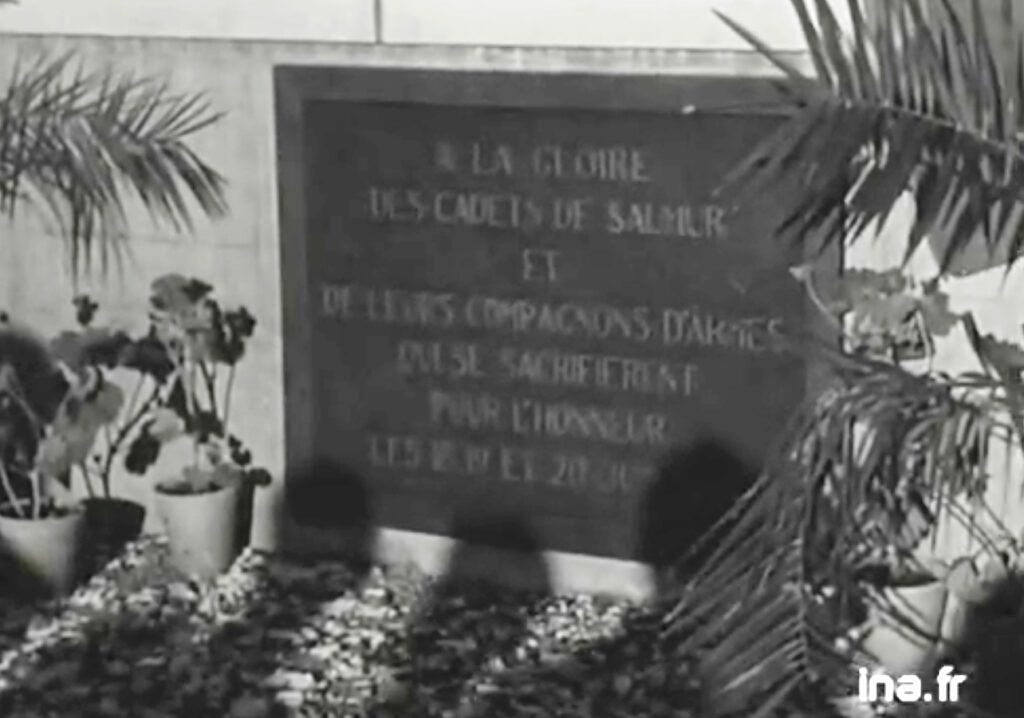 A LA GLOIRE
DES CADETS DE SAUMUR
ET
DE LEURS COMPAGNONS D'ARMES
QUI SE SACRIFIERENT
POUR L'HONNEUR
LES 18.19 ET 20
ina.fr